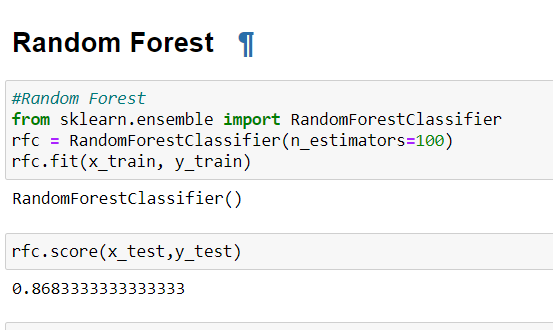 Random Forest ¶
#Random Forest
from sklearn.ensemble import RandomForestClassifier
rfc = RandomForestClassifier(n_estimators=100)
rfc.fit(x_train, y_train)
RandomForestClassifier()
rfc.score(x_test,y_test)
0.8683333333333333